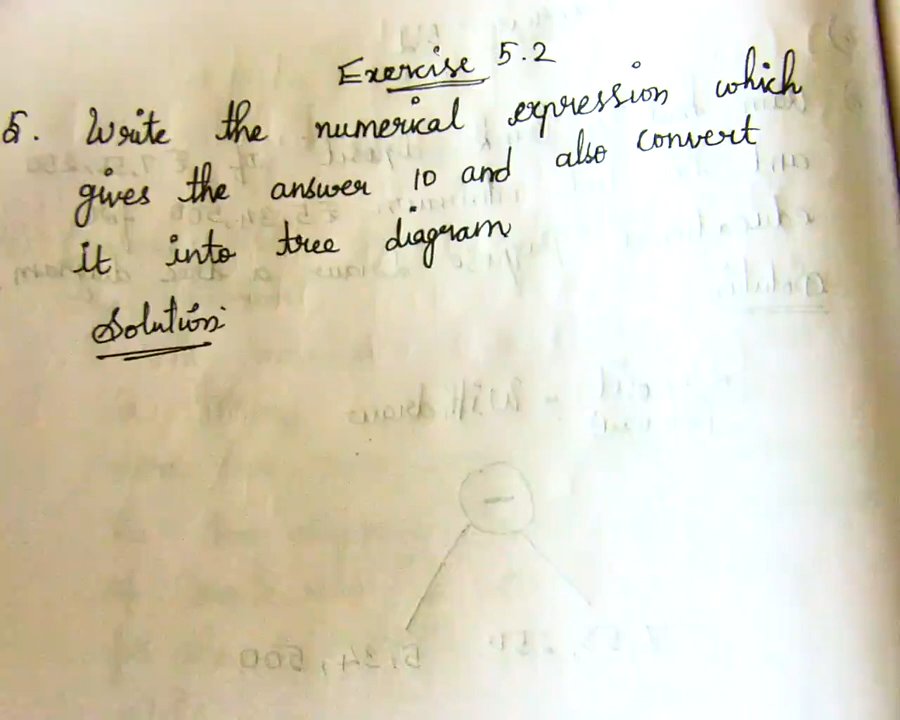 Exercise 5.2
5. Write the numerical expression which
gives the answer 10 and also convert
it into tree diagram
Solution: